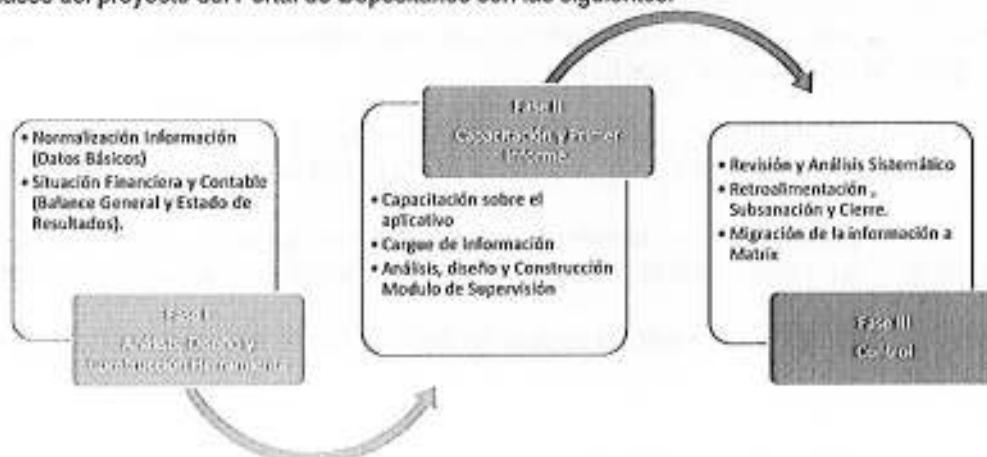 del proyecto del Portal de Depositarios son las siguientes:
• Normalización Información
(Datos Básicos)
• Situación Financiera y Contable
(Balance General y Estado de
Resultados).
Fase I
Análisis, Diseño y
Construcción Herramienta
Fase II
Capacitación y Primer
Informe
• Capacitación sobre el
aplicativo
• Cargue de Información
• Análisis, diseño y Construcción
Modulo de Supervisión
• Revisión y Análisis Sistemático
• Retroalimentación ,
Subsanación y Cierre.
• Migración de la información a
Matrix
Fase III
Control